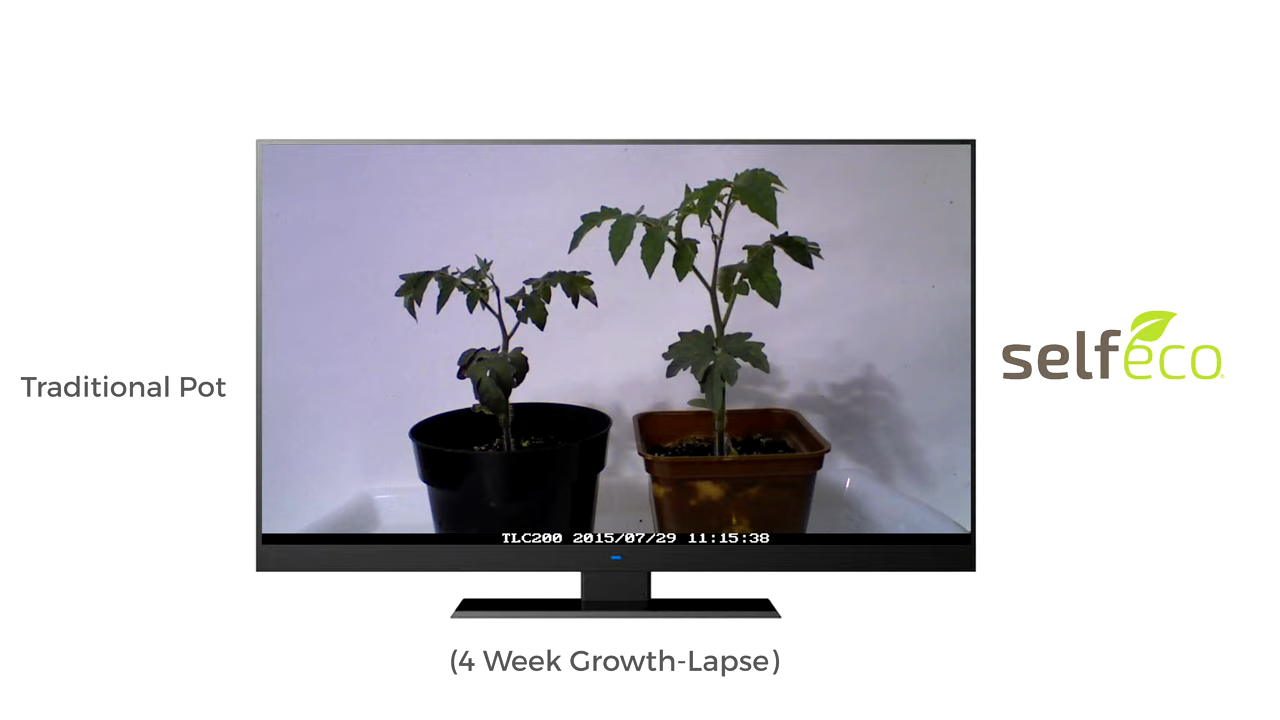 Traditional Pot
selfeco
TLC200 2015/07/29 11:15:38
(4 Week Growth-Lapse)